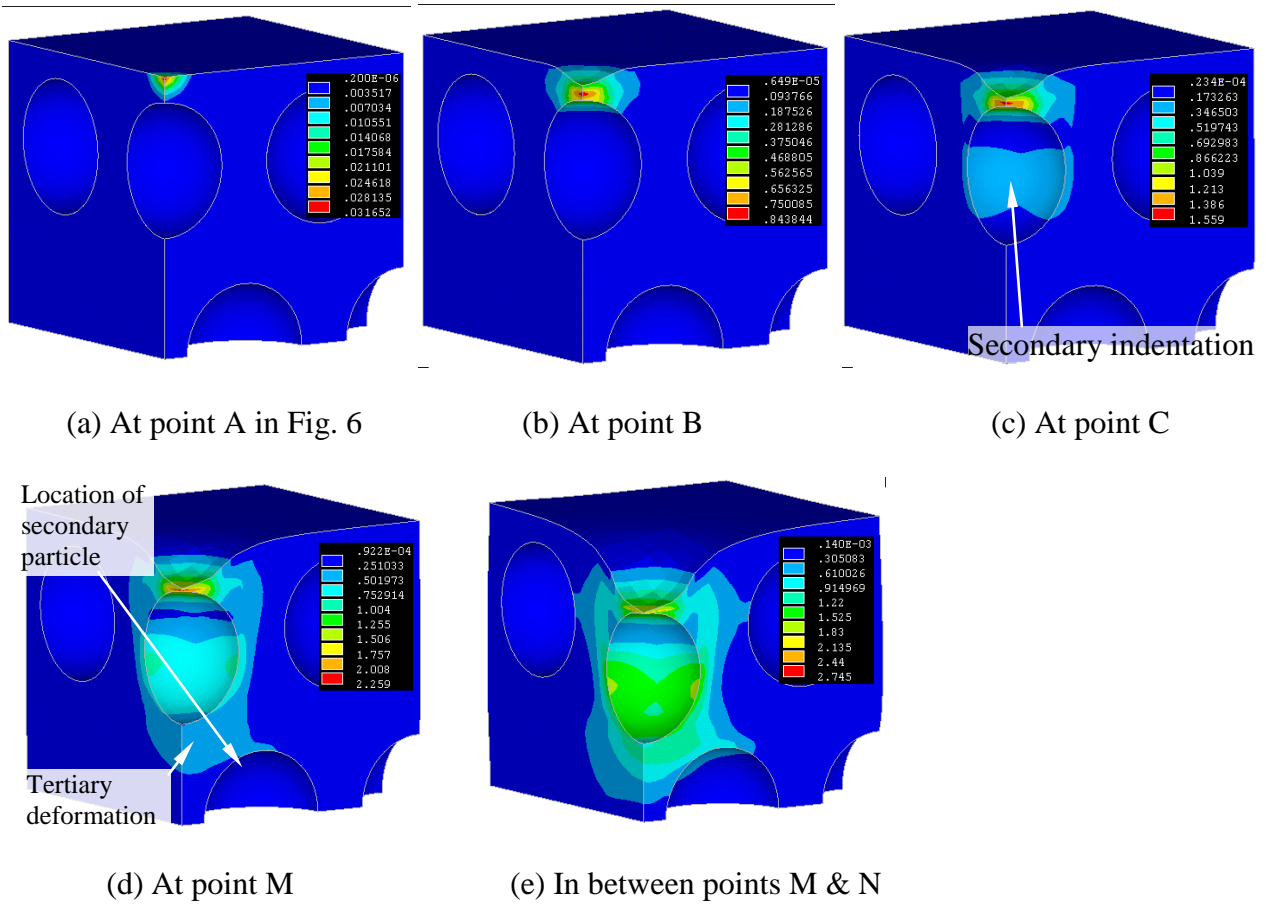 .200E-06
.003517
.007034
.010551
.014068
.017584
.021101
.024618
.028135
.031652
.649E-05
.093766
.187526
.281286
.375046
.468805
.562565
.656325
.750085
.843844
.234E-04
.173263
.346503
.519743
.692983
.866223
1.039
1.213
1.386
1.559
Secondary indentation
(a) At point A in Fig. 6
(b) At point B
(c) At point C
Location of
secondary
particle
.922E-04
.251033
.501973
.752914
1.004
1.255
1.506
1.757
2.008
2.259
Tertiary
deformation
.140E-03
.305083
.610026
.914969
1.22
1.525
1.83
2.135
2.44
2.745
(d) At point M
(e) In between points M & N